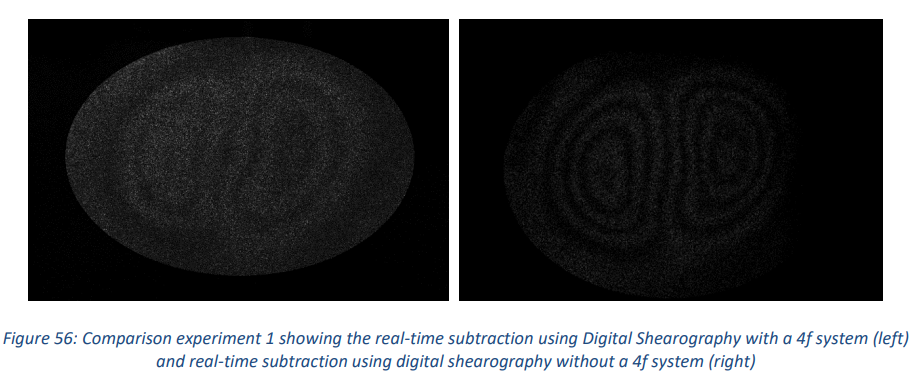 Figure 56: Comparison experiment 1 showing the real-time subtraction using Digital Shearography with a 4f system (left)
and real-time subtraction using digital shearography without a 4f system (right)